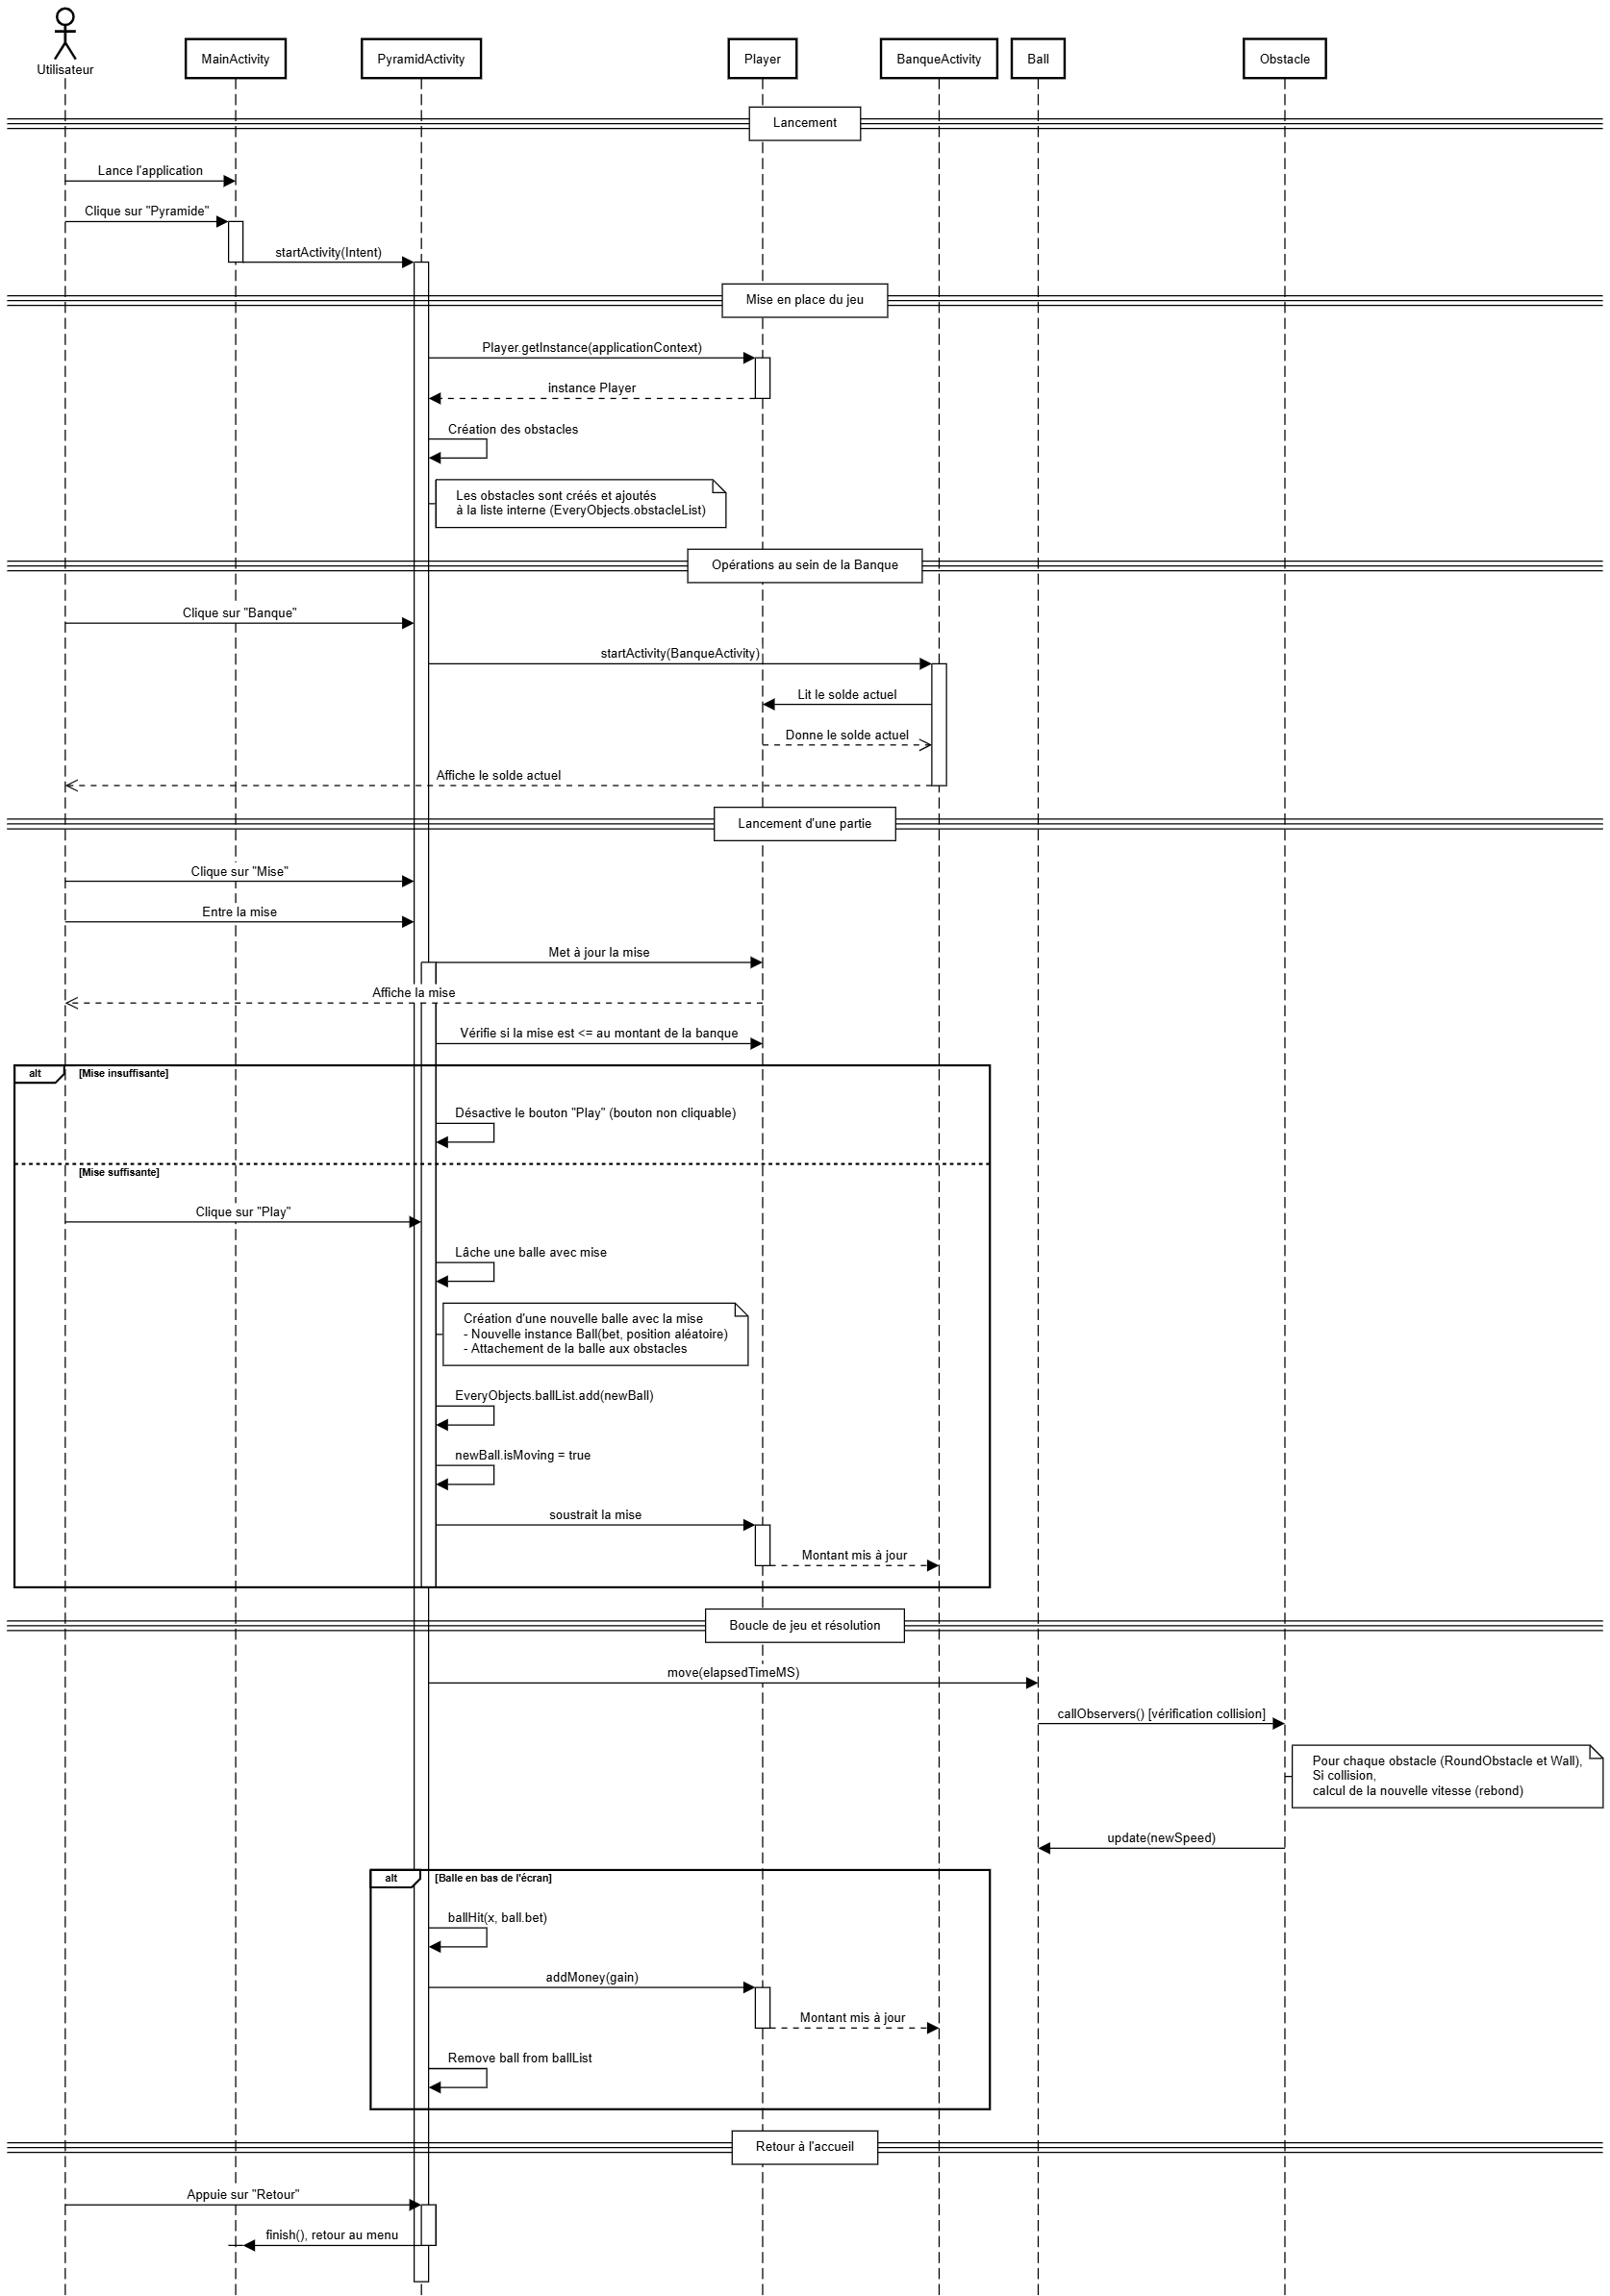 Utilisateur
MainActivity
PyramidActivity
Player
BanqueActivity
Ball
Obstacle
Lancement
Lance l'application
Clique sur "Pyramide"
startActivity(Intent)
Mise en place du jeu
Player.getInstance(applicationContext)
instance Player
Création des obstacles
Les obstacles sont créés et ajoutés
à la liste interne (EveryObjects.obstacleList)
Opérations au sein de la Banque
Clique sur "Banque"
startActivity(BanqueActivity)
Lit le solde actuel
Donne le solde actuel
Affiche le solde actuel
Lancement d'une partie
Clique sur "Mise"
Entre la mise
Met à jour la mise
Affiche la mise
Vérifie si la mise est <= au montant de la banque
alt
[Mise insuffisante]
Désactive le bouton "Play" (bouton non cliquable)
[Mise suffisante]
Clique sur "Play"
Lâche une balle avec mise
Création d'une nouvelle balle avec la mise
- Nouvelle instance Ball(bet, position aléatoire)
- Attachement de la balle aux obstacles
EveryObjects.ballList.add(newBall)
newBall.isMoving = true
soustrait la mise
Montant mis à jour
Boucle de jeu et résolution
move(elapsedTimeMS)
callObservers() [vérification collision]
Pour chaque obstacle (RoundObstacle et Wall),
Si collision,
calcul de la nouvelle vitesse (rebond)
update(newSpeed)
alt
[Balle en bas de l'écran]
ballHit(x, ball.bet)
addMoney(gain)
Montant mis à jour
Remove ball from ballList
Retour à l'accueil
Appuie sur "Retour"
finish(), retour au menu